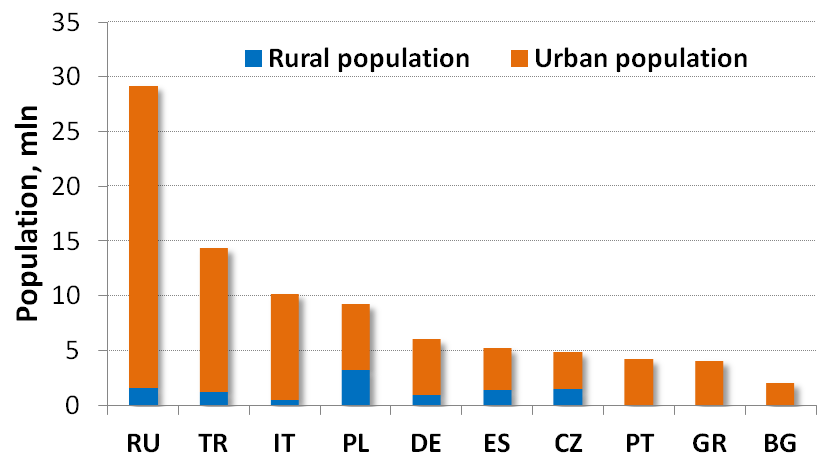 35
Rural population Urban population
30
25
20
15
10
5
0
Population, mln
RU TR IT PL DE ES CZ PT GR BG